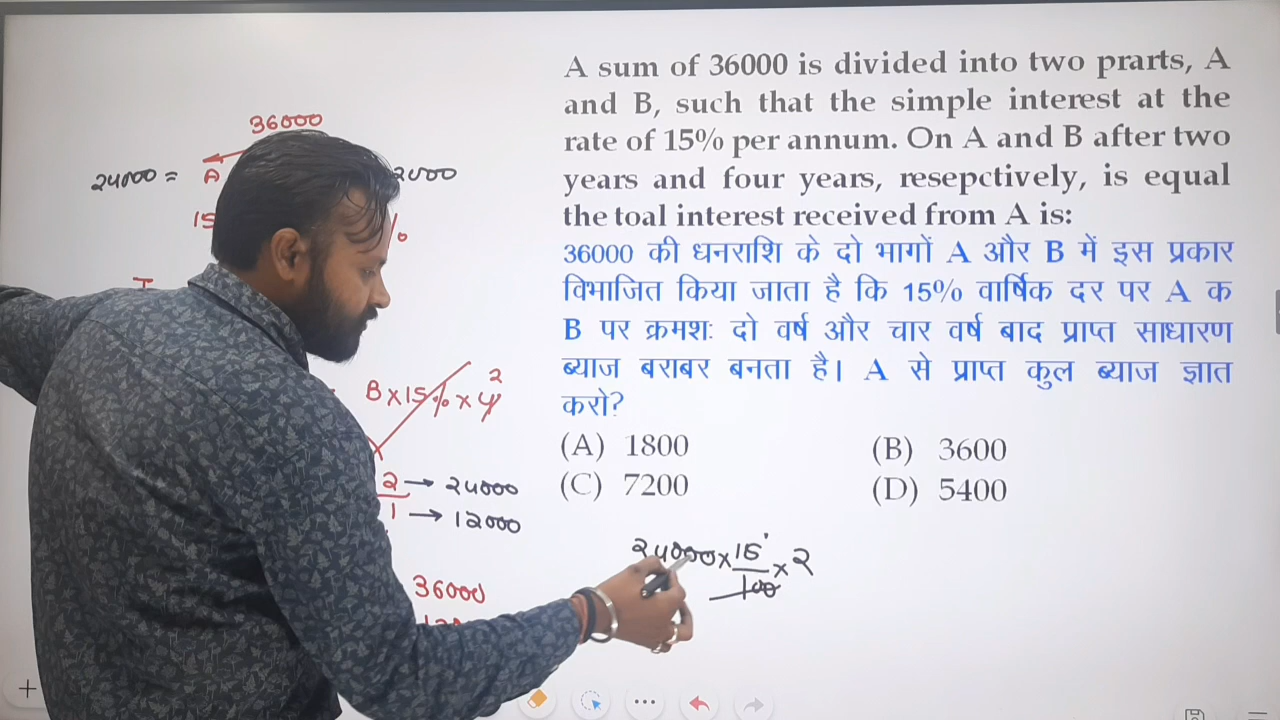 A sum of 36000 is divided into two prarts, A
and B, such that the simple interest at the
rate of 15% per annum. On A and B after two
years and four years, resepctively, is equal
the toal interest received from A is:
36000 की धनराशि के दो भागों A और B में इस प्रकार
विभाजित किया जाता है कि 15% वार्षिक दर पर A क
B पर क्रमशः दो वर्ष और चार वर्ष बाद प्राप्त साधारण
ब्याज बराबर बनता है। A से प्राप्त कुल ब्याज ज्ञात
करो?
(A) 1800 (B) 3600
(C) 7200 (D) 5400
36000
24000 = A
B×15%×4 2
2 → 24000
1 → 12000
36000
24000 × 15/100 × 2